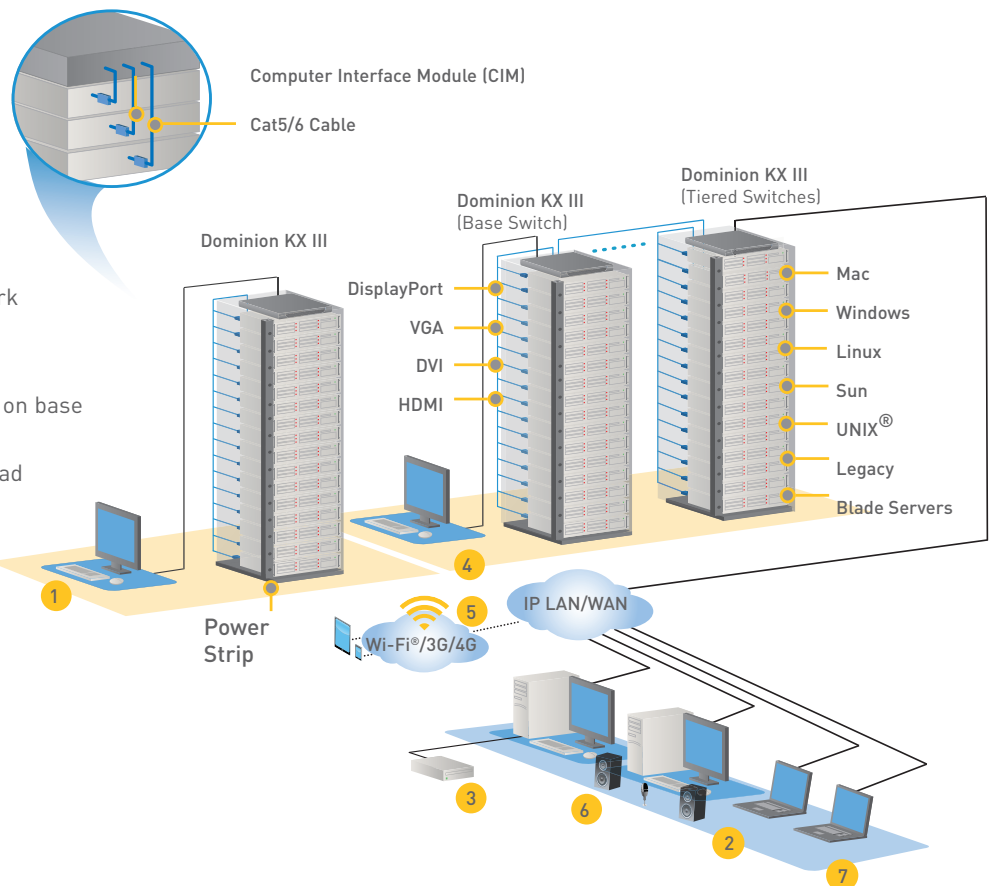 Computer Interface Module (CIM)
Cat5/6 Cable
Dominion KX III
Dominion KX III
(Base Switch)
Dominion KX III
(Tiered Switches)
DisplayPort
VGA
DVI
HDMI
Mac
Windows
Linux
Sun
UNIX®
Legacy
Blade Servers
on base
1
4
Power
Strip
5
Wi-Fi®/3G/4G
IP LAN/WAN
3
6
2
7